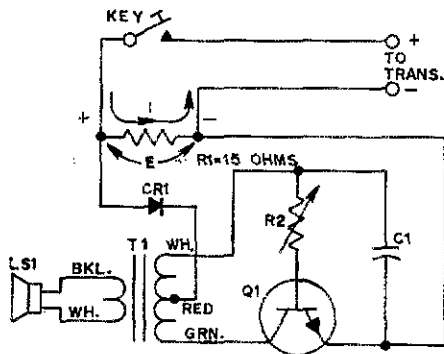 KEY
+
TO
TRANS.
-
+ I -
E
R1=15 OHMS
CR1
R2
C1
LS1
BKL.
T1
WH.
Q1
WH.
RED
GRN.